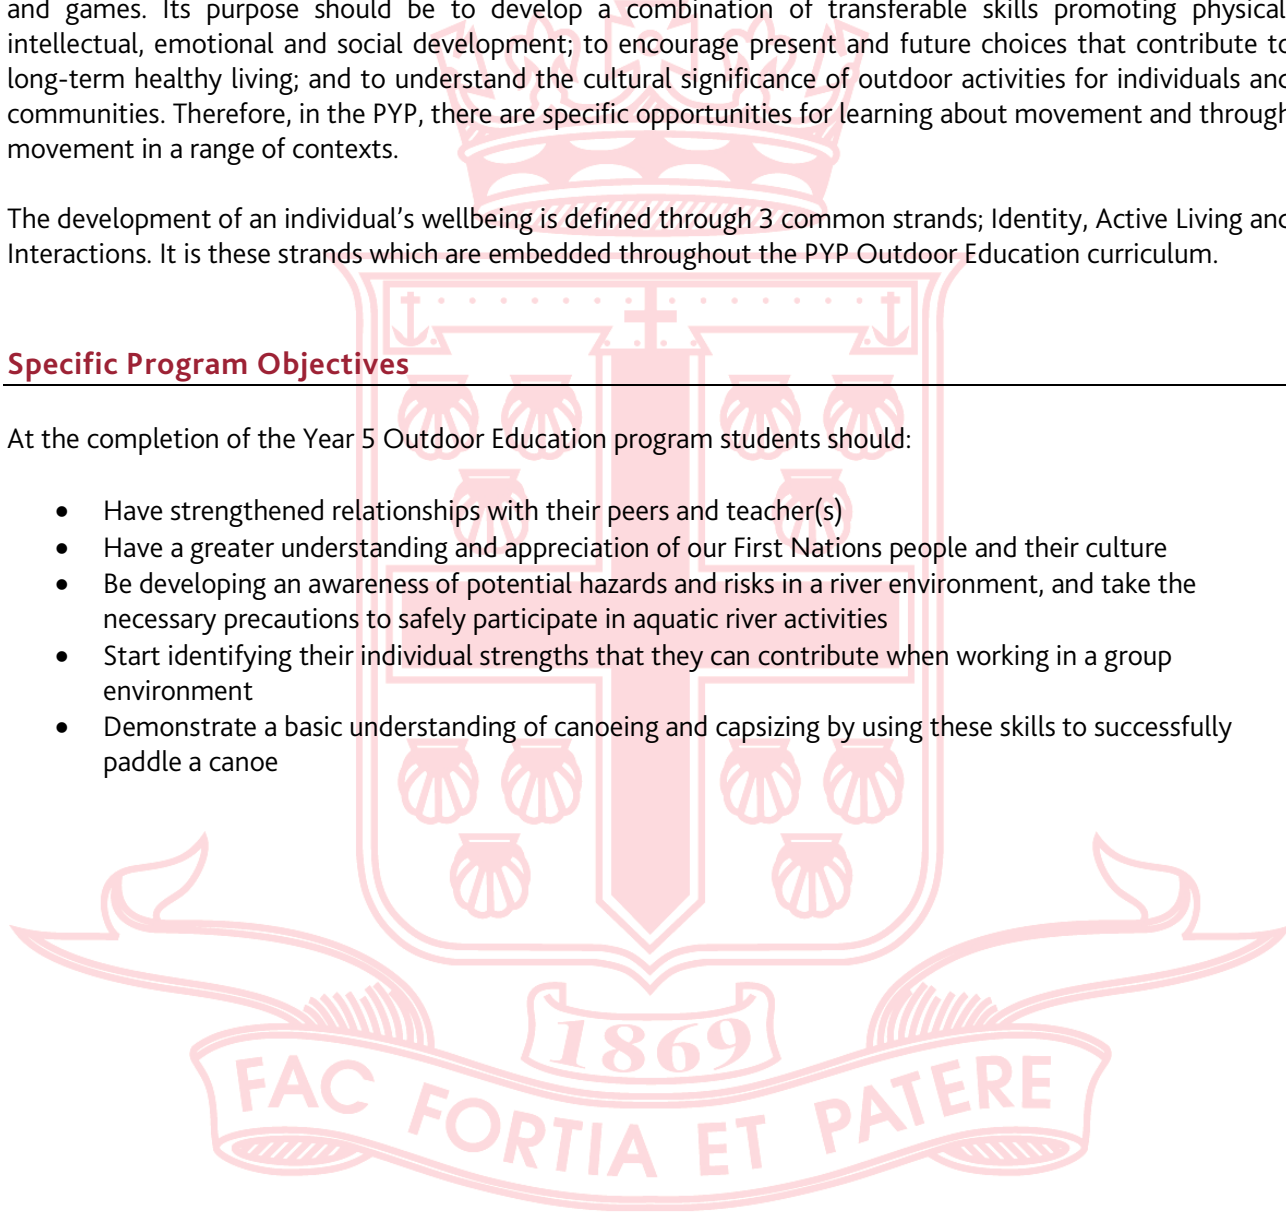 and games. Its purpose should be to develop a combination of transferable skills promoting physical
intellectual, emotional and social development; to encourage present and future choices that contribute to
long-term healthy living; and to understand the cultural significance of outdoor activities for individuals and
communities. Therefore, in the PYP, there are specific opportunities for learning about movement and through
movement in a range of contexts.
The development of an individual’s wellbeing is defined through 3 common strands; Identity, Active Living and
Interactions. It is these strands which are embedded throughout the PYP Outdoor Education curriculum.
Specific Program Objectives
At the completion of the Year 5 Outdoor Education program students should:
• Have strengthened relationships with their peers and teacher(s)
• Have a greater understanding and appreciation of our First Nations people and their culture
• Be developing an awareness of potential hazards and risks in a river environment, and take the
necessary precautions to safely participate in aquatic river activities
• Start identifying their individual strengths that they can contribute when working in a group
environment
• Demonstrate a basic understanding of canoeing and capsizing by using these skills to successfully
paddle a canoe
1869
FAC FORTIA ET PATERE